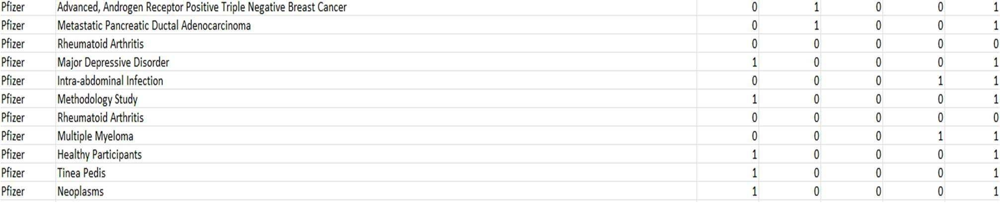 Pfizer Advanced, Androgen Receptor Positive Triple Negative Breast Cancer 0 1 0 0 1
Pfizer Metastatic Pancreatic Ductal Adenocarcinoma 0 1 0 0 1
Pfizer Rheumatoid Arthritis 0 0 0 0 0
Pfizer Major Depressive Disorder 1 0 0 0 1
Pfizer Intra-abdominal Infection 0 0 0 1 1
Pfizer Methodology Study 1 0 0 0 1
Pfizer Rheumatoid Arthritis 0 0 0 0 0
Pfizer Multiple Myeloma 0 0 0 1 1
Pfizer Healthy Participants 1 0 0 0 1
Pfizer Tinea Pedis 1 0 0 0 1
Pfizer Neoplasms 1 0 0 0 1